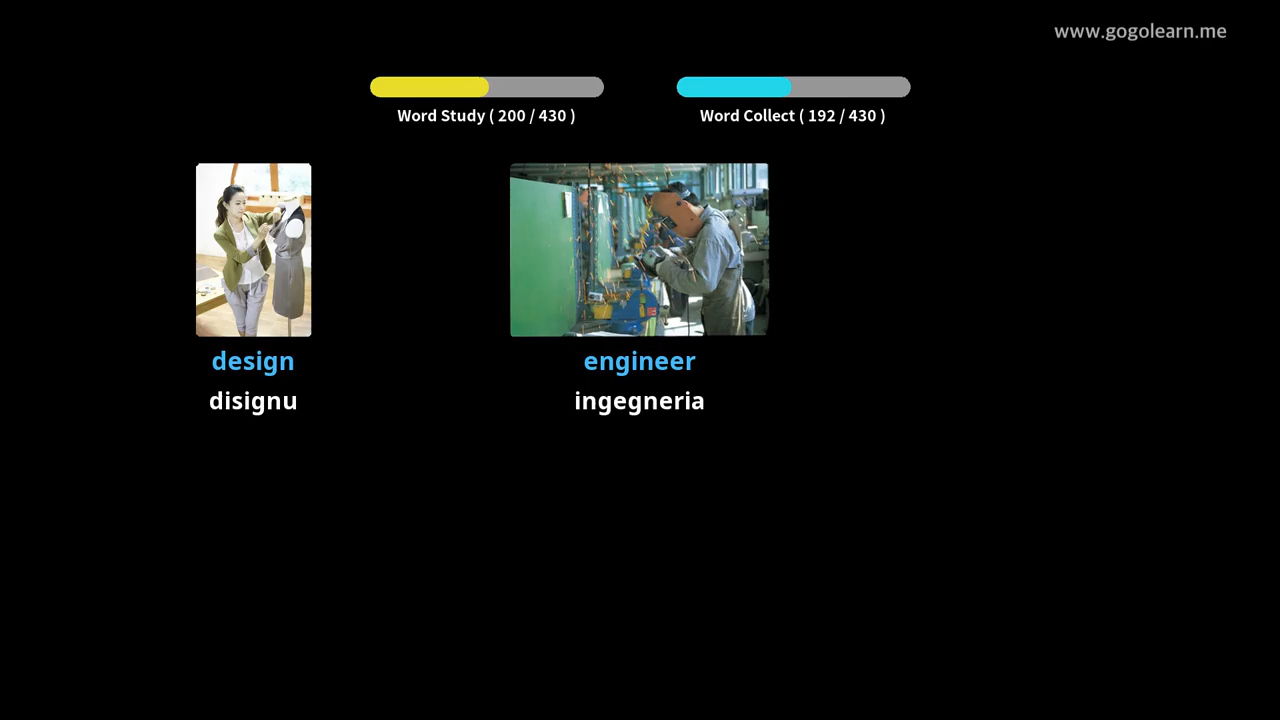 www.gogolearn.me
Word Study ( 200 / 430 )
Word Collect ( 192 / 430 )
design
disignu
engineer
ingegneria